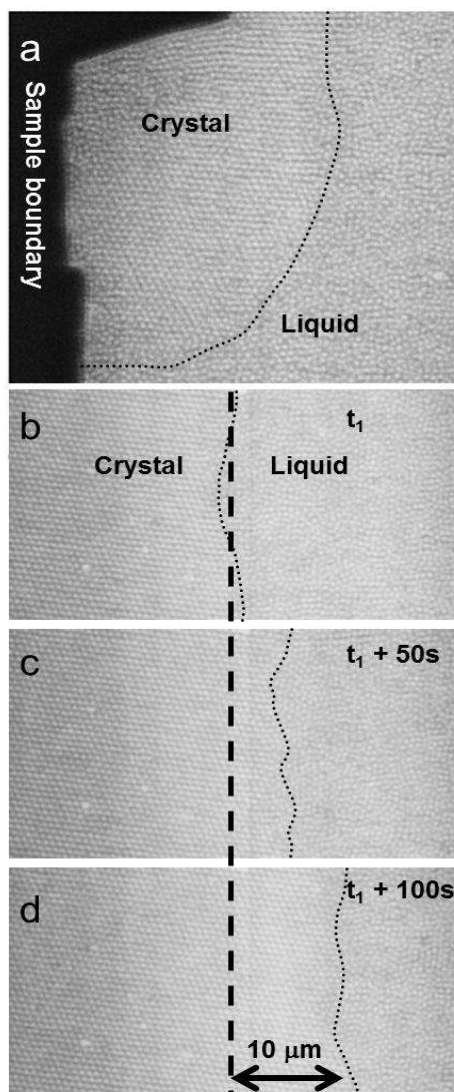 a
Sample boundary
Crystal
Liquid
b
t₁
Crystal
Liquid
c
t₁ + 50s
d
t₁ + 100s
10 μm